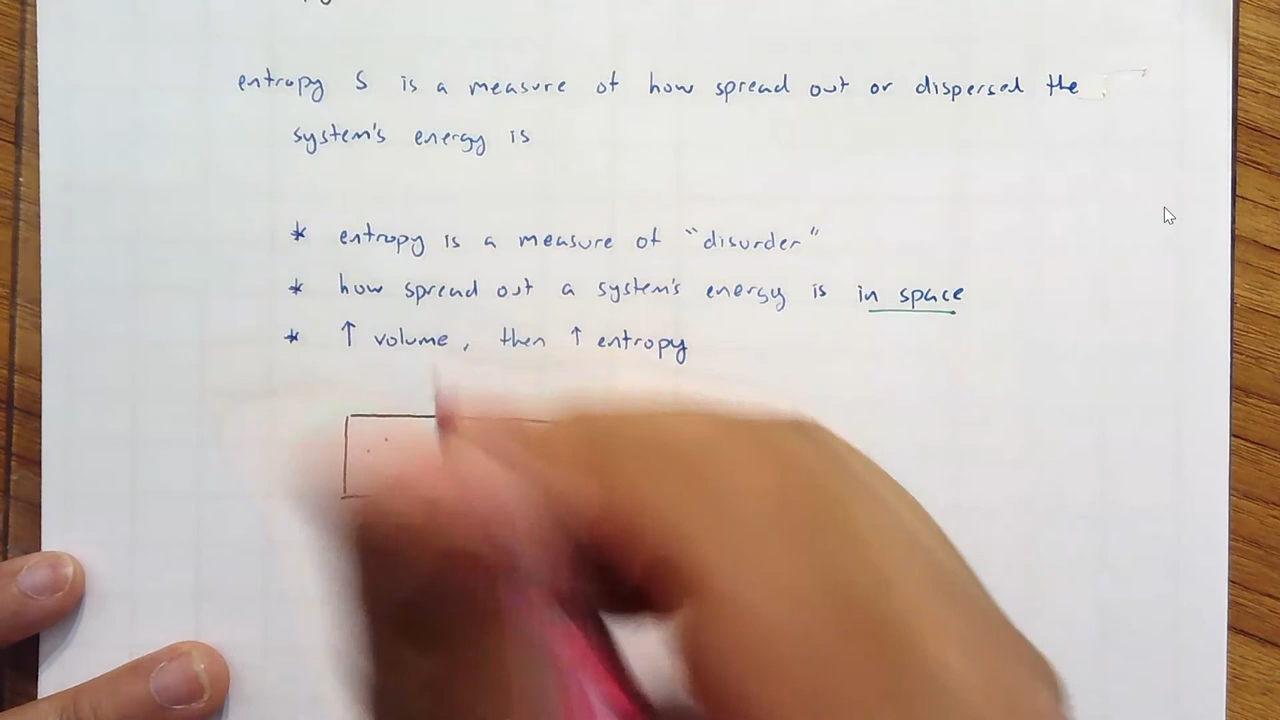 entropy S is a measure of how spread out or dispersed the
system's energy is
* entropy is a measure of "disorder"
* how spread out a system's energy is in space
* ↑ volume, then ↑ entropy